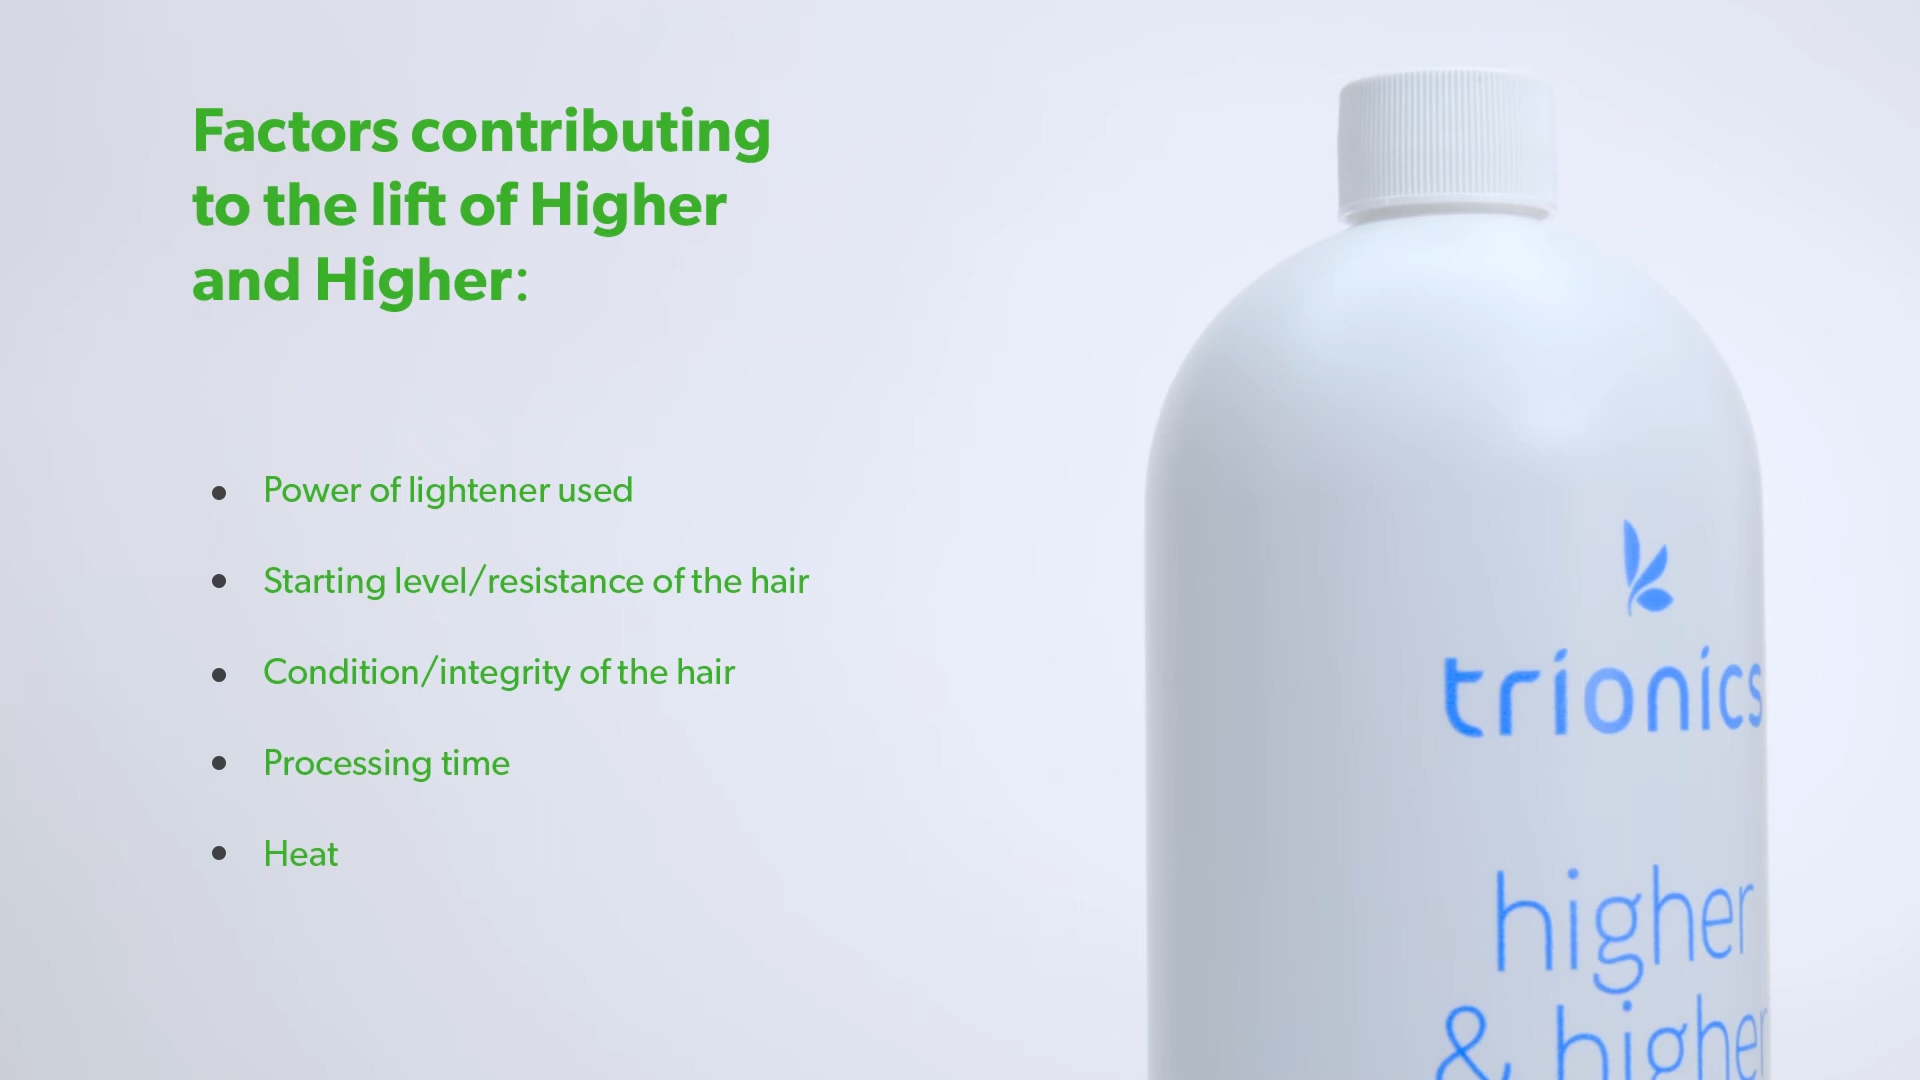 Factors contributing
to the lift of Higher
and Higher:
• Power of lightener used
• Starting level/resistance of the hair
• Condition/integrity of the hair
• Processing time
• Heat
trionics
higher
& higher